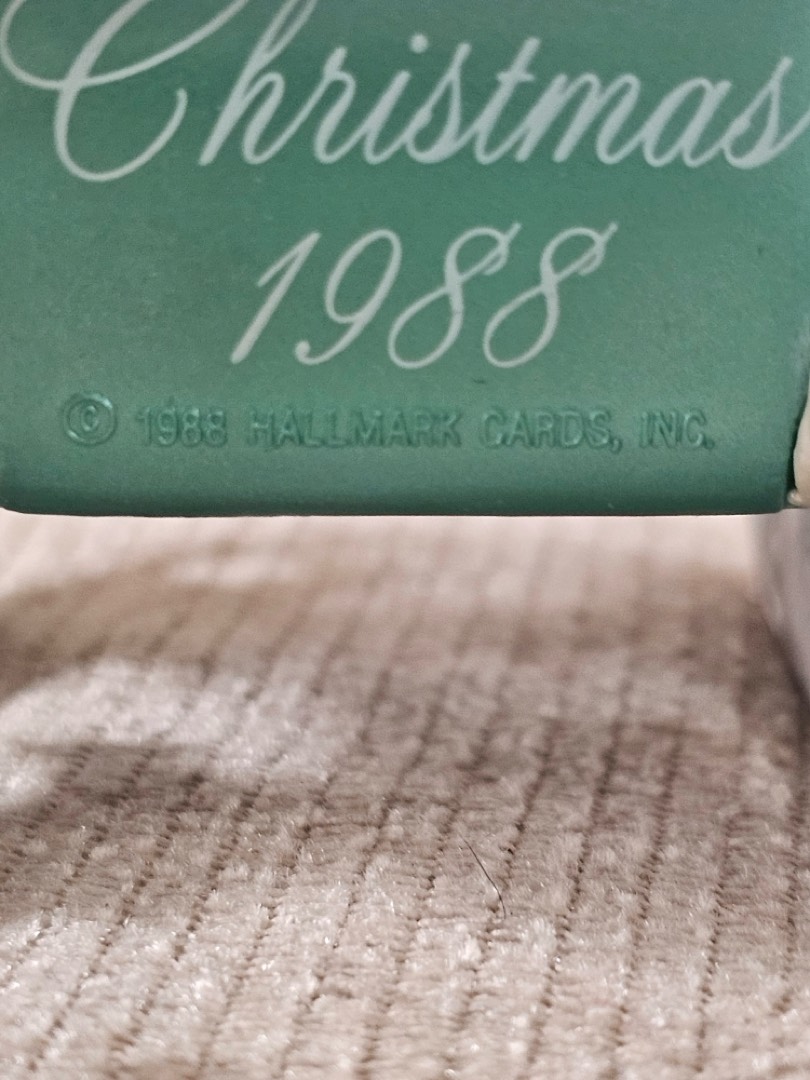 Christmas
1988
© 1988 HALLMARK CARDS, INC.